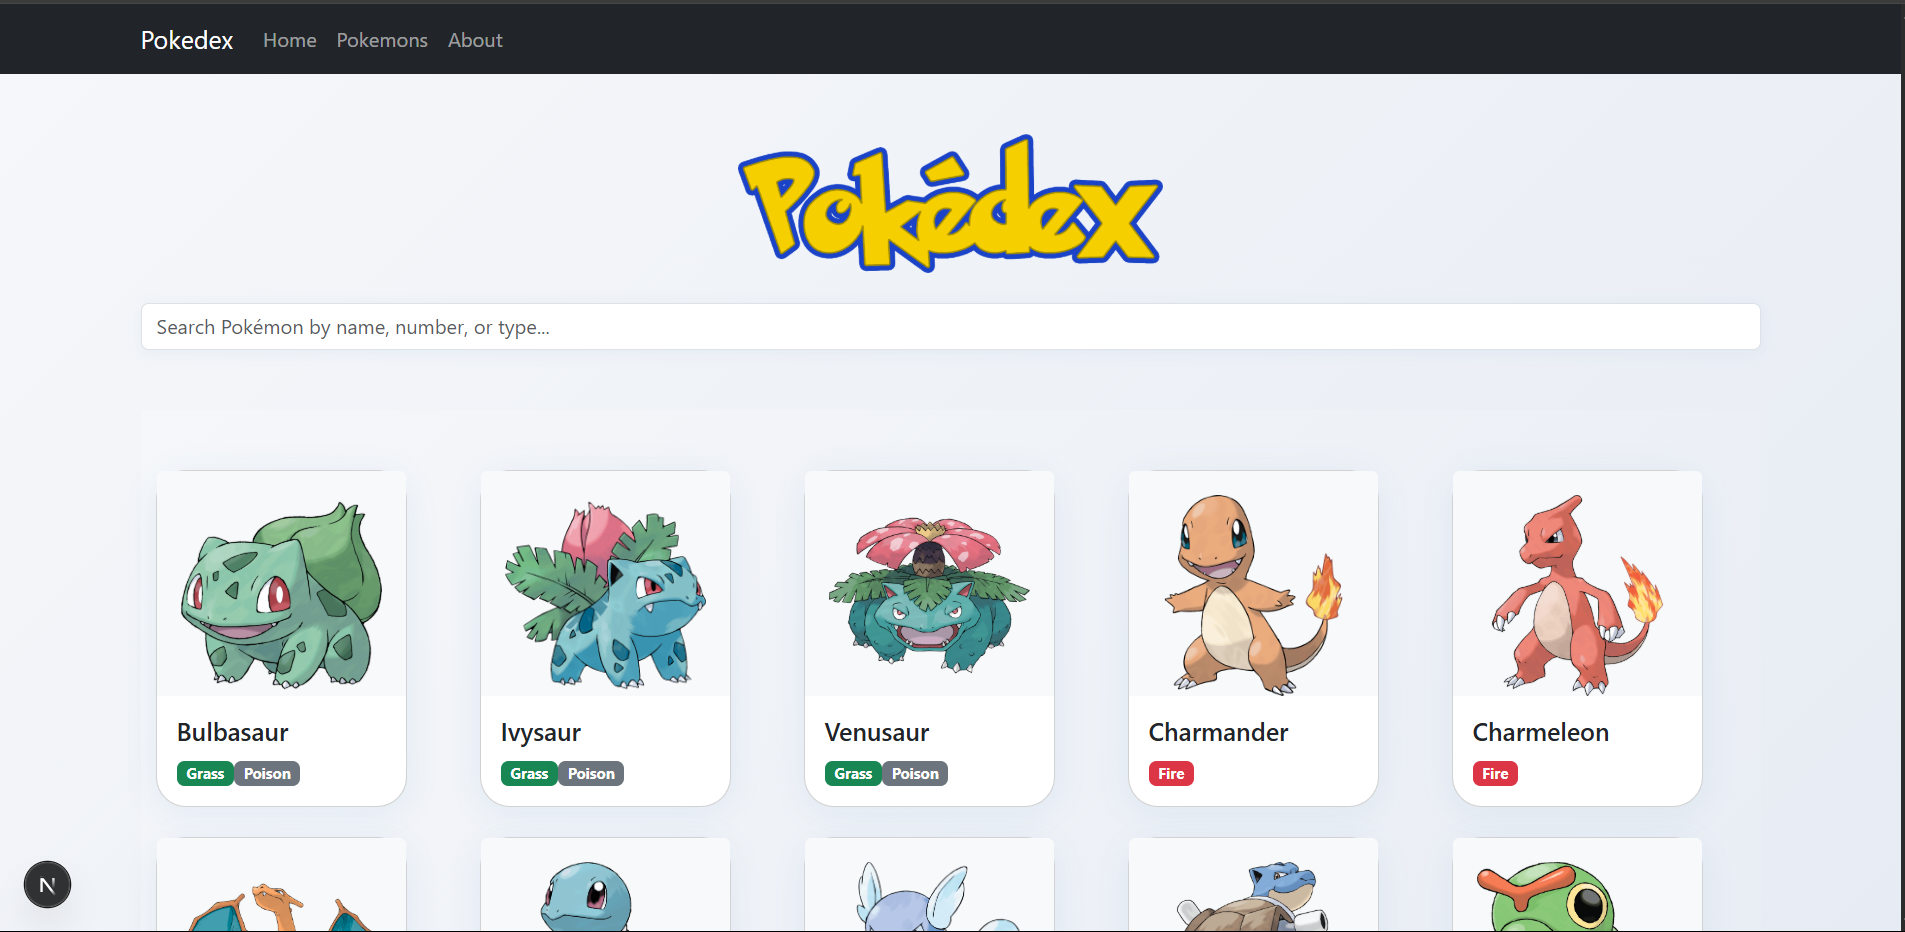 Pokedex Home Pokemons About
Pokédex
Search Pokémon by name, number, or type...
Bulbasaur
Grass Poison
Ivysaur
Grass Poison
Venusaur
Grass Poison
Charmander
Fire
Charmeleon
Fire
N